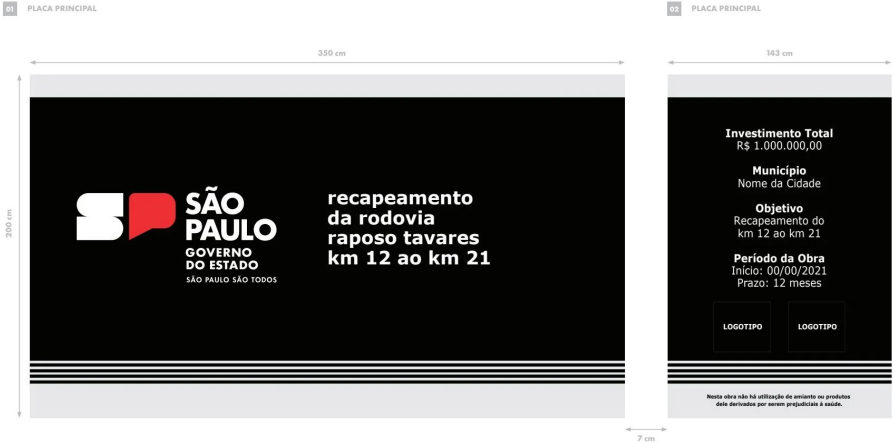 01 PLACA PRINCIPAL
350 cm
200 cm
SÃO
PAULO
GOVERNO
DO ESTADO
SÃO PAULO SÃO TODOS
recapeamento
da rodovia
raposo tavares
km 12 ao km 21
02 PLACA PRINCIPAL
143 cm
Investimento Total
R$ 1.000.000,00
Município
Nome da Cidade
Objetivo
Recapeamento do
km 12 ao km 21
Período da Obra
Início: 00/00/2021
Prazo: 12 meses
LOGOTIPO LOGOTIPO
Nesta obra não há utilização de amianto ou produtos
dele derivados por serem prejudiciais à saúde.
7 cm